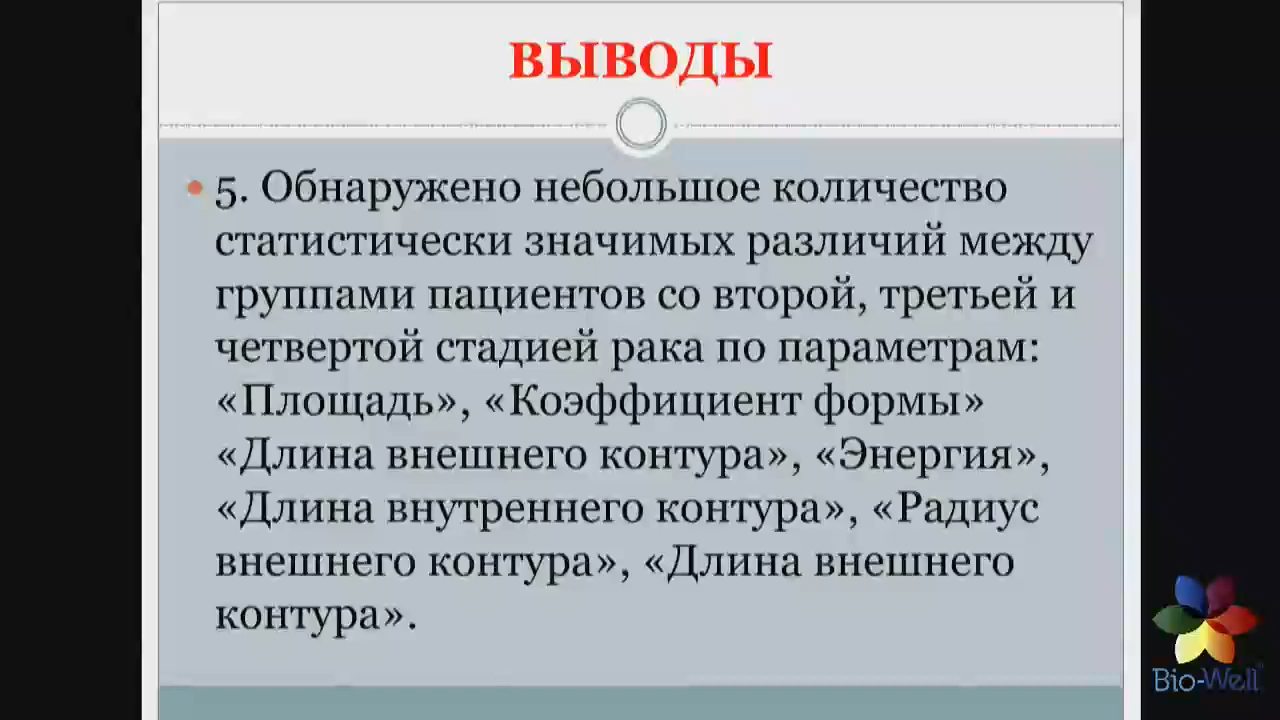 ВЫВОДЫ
5. Обнаружено небольшое количество
статистически значимых различий между
группами пациентов со второй, третьей и
четвертой стадией рака по параметрам:
«Площадь», «Коэффициент формы»
«Длина внешнего контура», «Энергия»,
«Длина внутреннего контура», «Радиус
внешнего контура», «Длина внешнего
контура».
Bio-Well